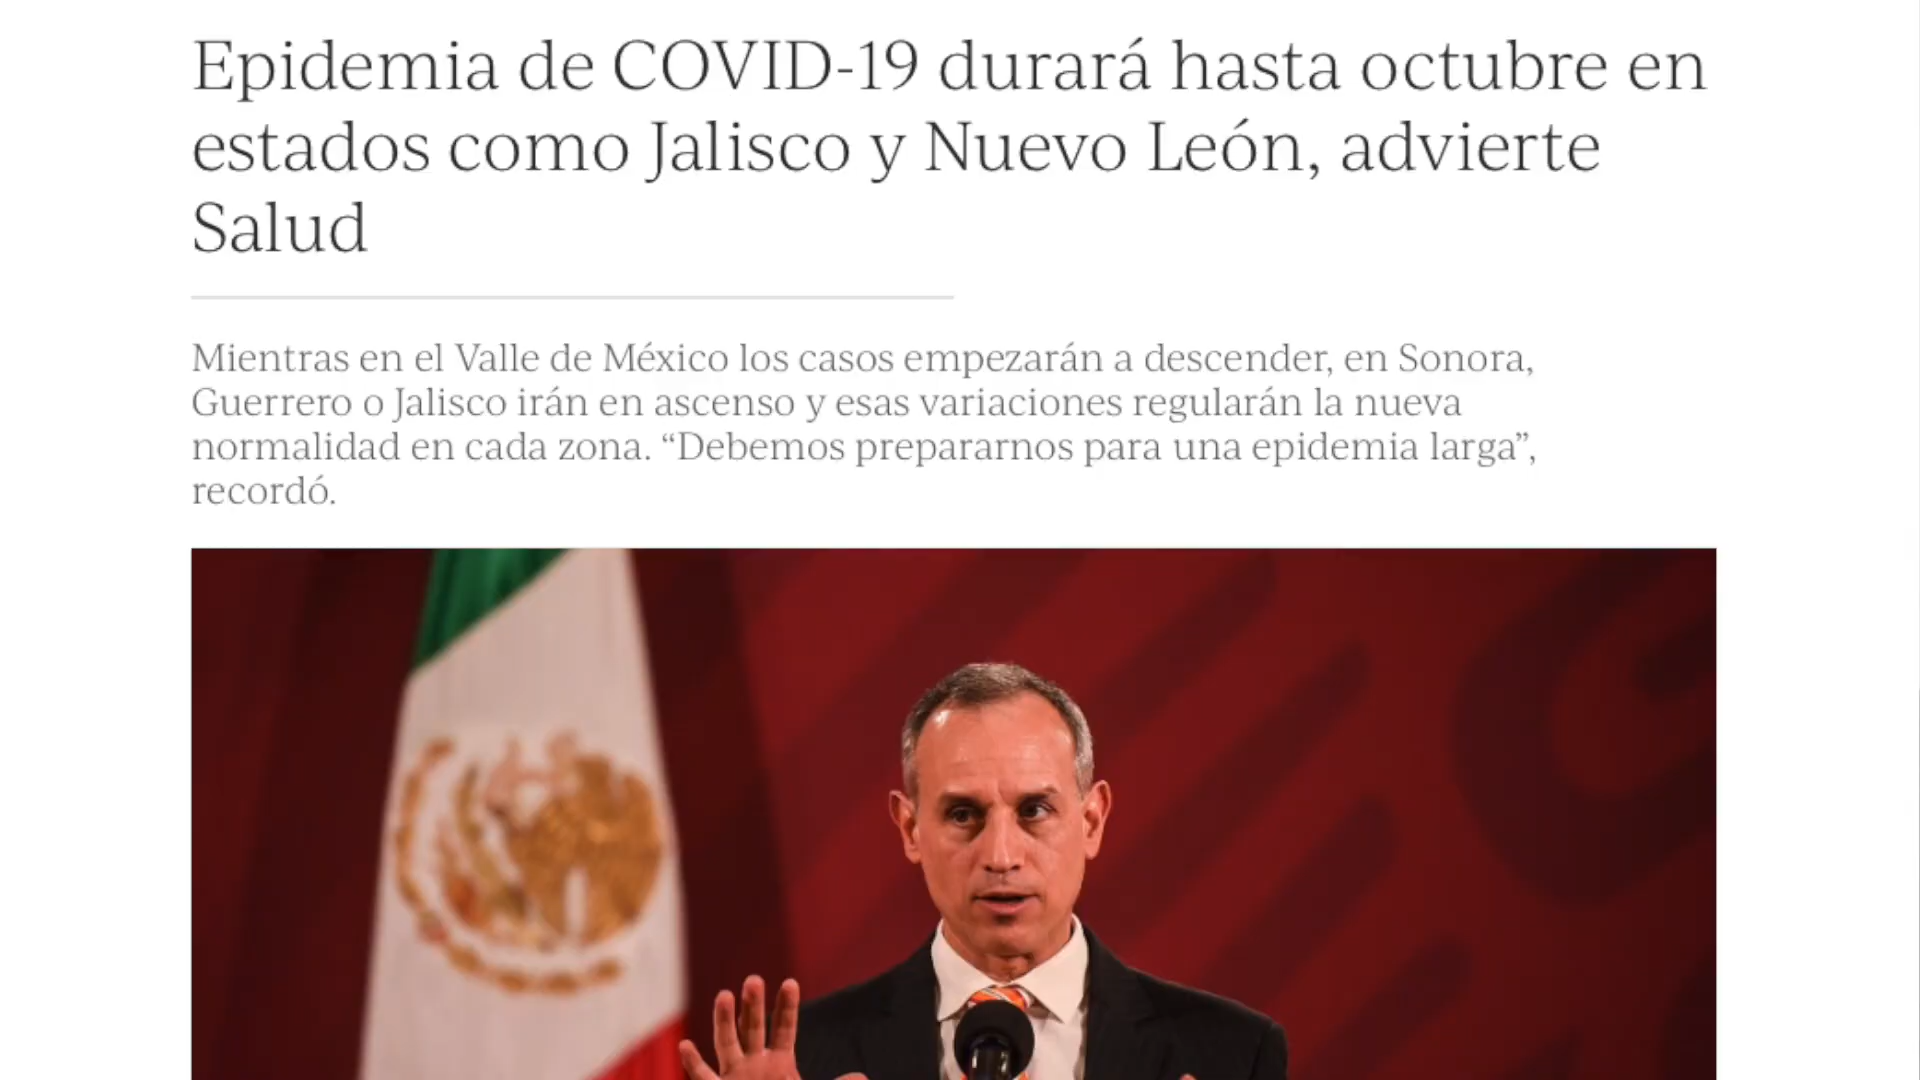 Epidemia de COVID-19 durará hasta octubre en
estados como Jalisco y Nuevo León, advierte
Salud
Mientras en el Valle de México los casos empezarán a descender, en Sonora,
Guerrero o Jalisco irán en ascenso y esas variaciones regularán la nueva
normalidad en cada zona. “Debemos prepararnos para una epidemia larga”,
recordó.